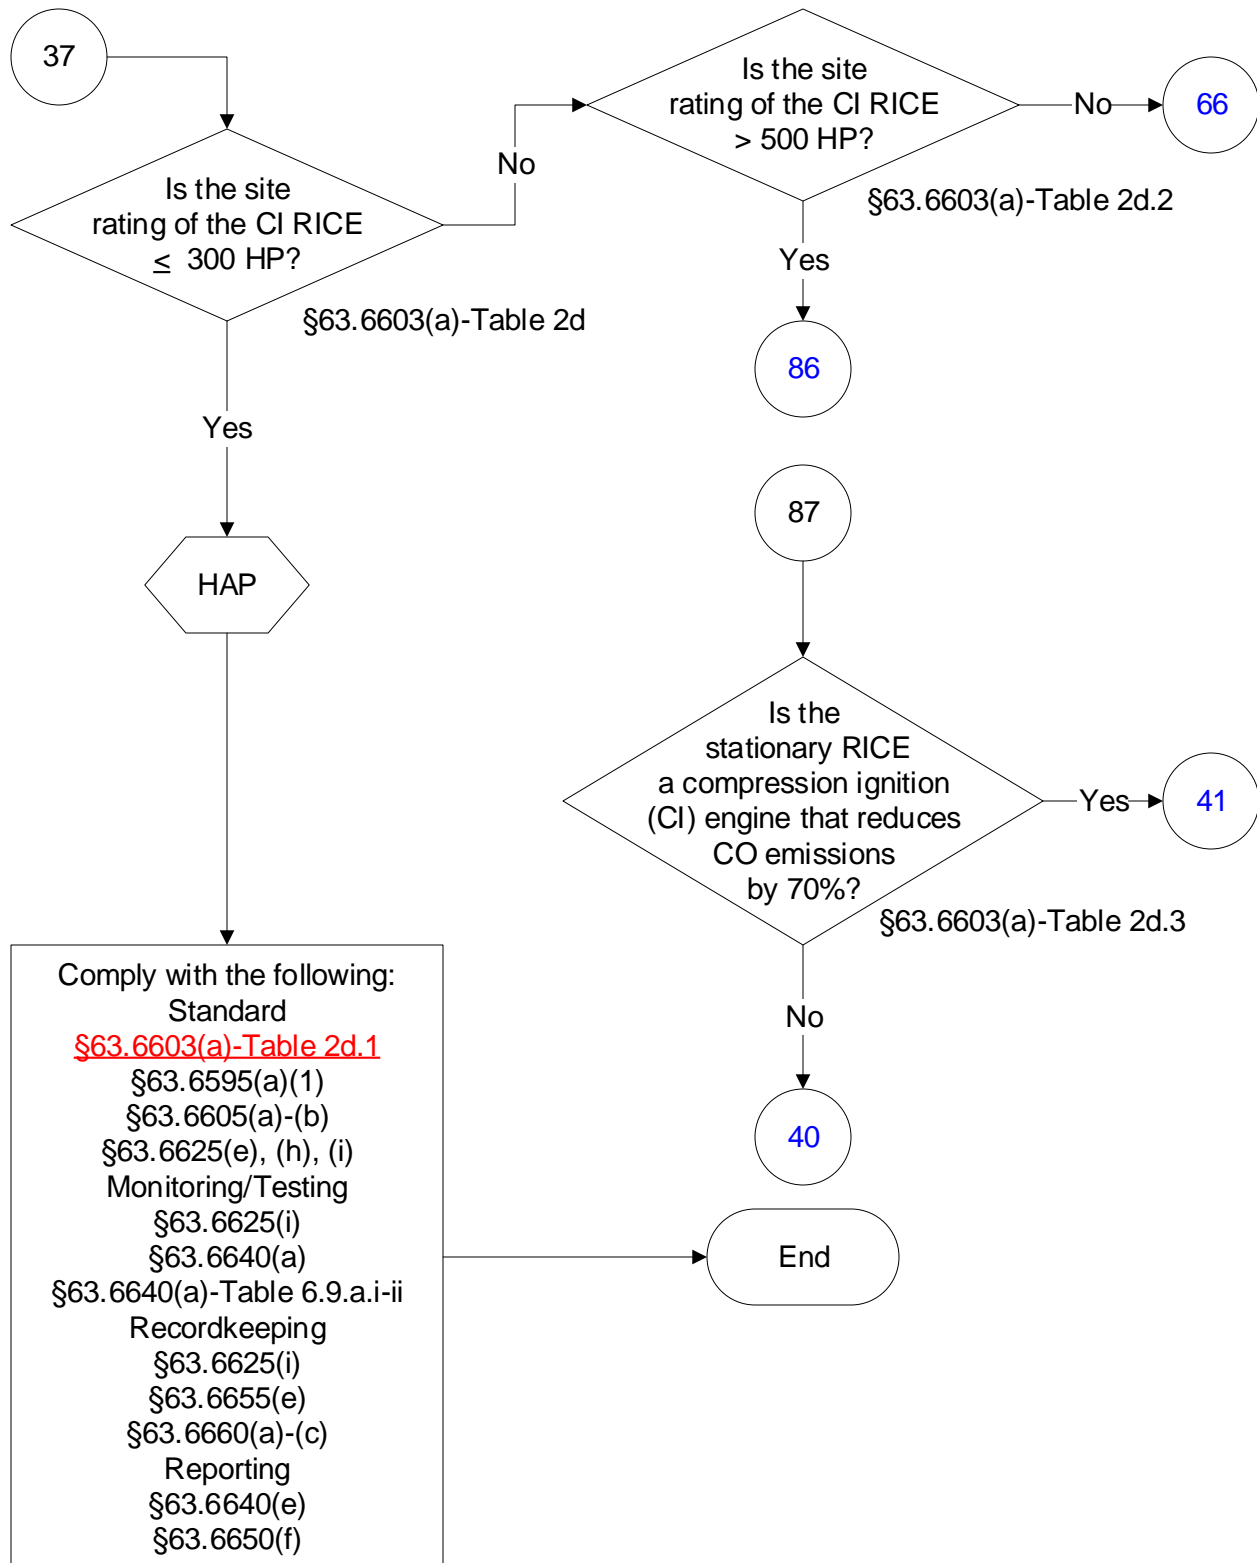 37
Is the site
rating of the CI RICE
≤ 300 HP?
§63.6603(a)-Table 2d
No
Is the site
rating of the CI RICE
> 500 HP?
§63.6603(a)-Table 2d.2
No
66
Yes
86
Yes
HAP
87
Is the
stationary RICE
a compression ignition
(CI) engine that reduces
CO emissions
by 70%?
§63.6603(a)-Table 2d.3
Yes
41
No
40
Comply with the following:
Standard
§63.6603(a)-Table 2d.1
§63.6595(a)(1)
§63.6605(a)-(b)
§63.6625(e), (h), (i)
Monitoring/Testing
§63.6625(i)
§63.6640(a)
§63.6640(a)-Table 6.9.a.i-ii
Recordkeeping
§63.6625(i)
§63.6655(e)
§63.6660(a)-(c)
Reporting
§63.6640(e)
§63.6650(f)
End